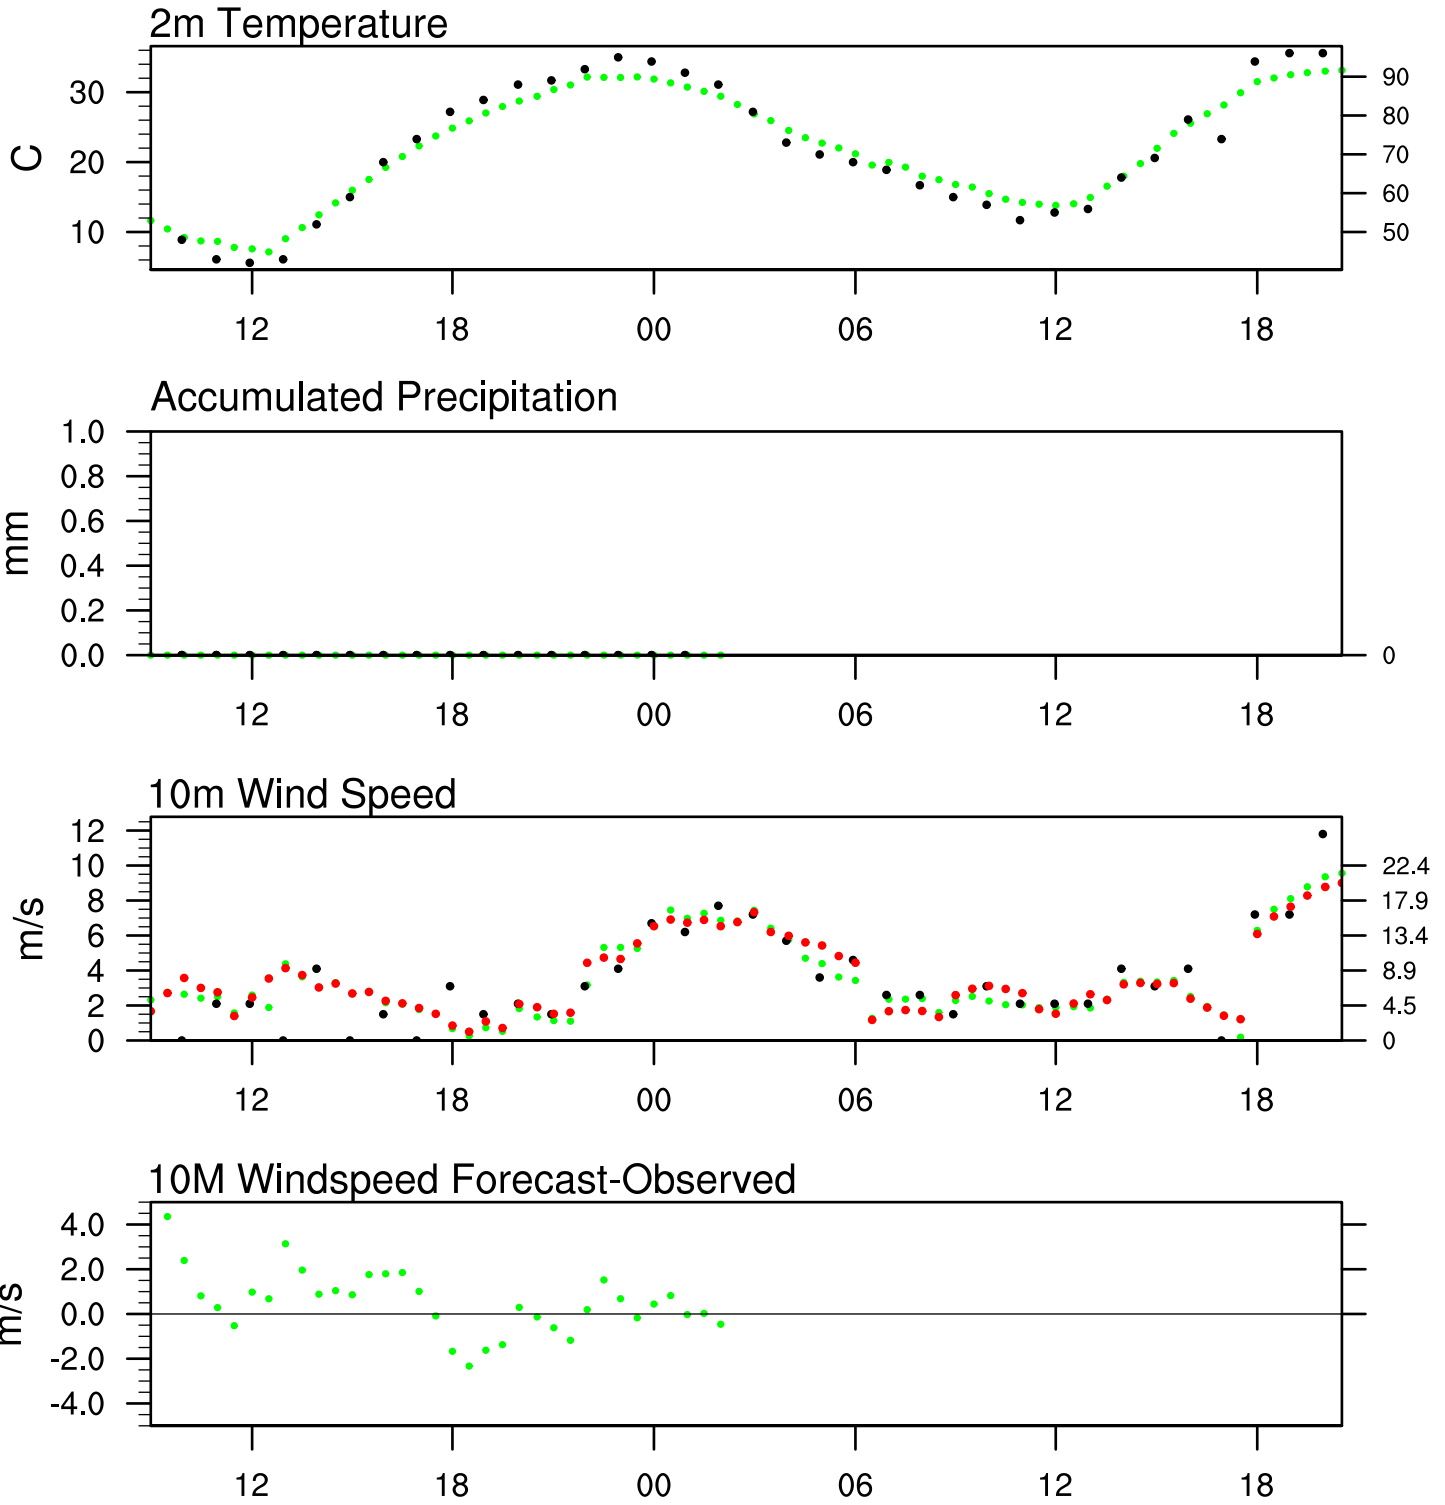 2m Temperature
30
20
10
C
90
80
70
60
50
12 18 00 06 12 18
Accumulated Precipitation
1.0
0.8
0.6
0.4
0.2
0.0
mm
0
12 18 00 06 12 18
10m Wind Speed
12
10
8
6
4
2
0
m/s
22.4
17.9
13.4
8.9
4.5
0
12 18 00 06 12 18
10M Windspeed Forecast-Observed
4.0
2.0
0.0
-2.0
-4.0
m/s
12 18 00 06 12 18